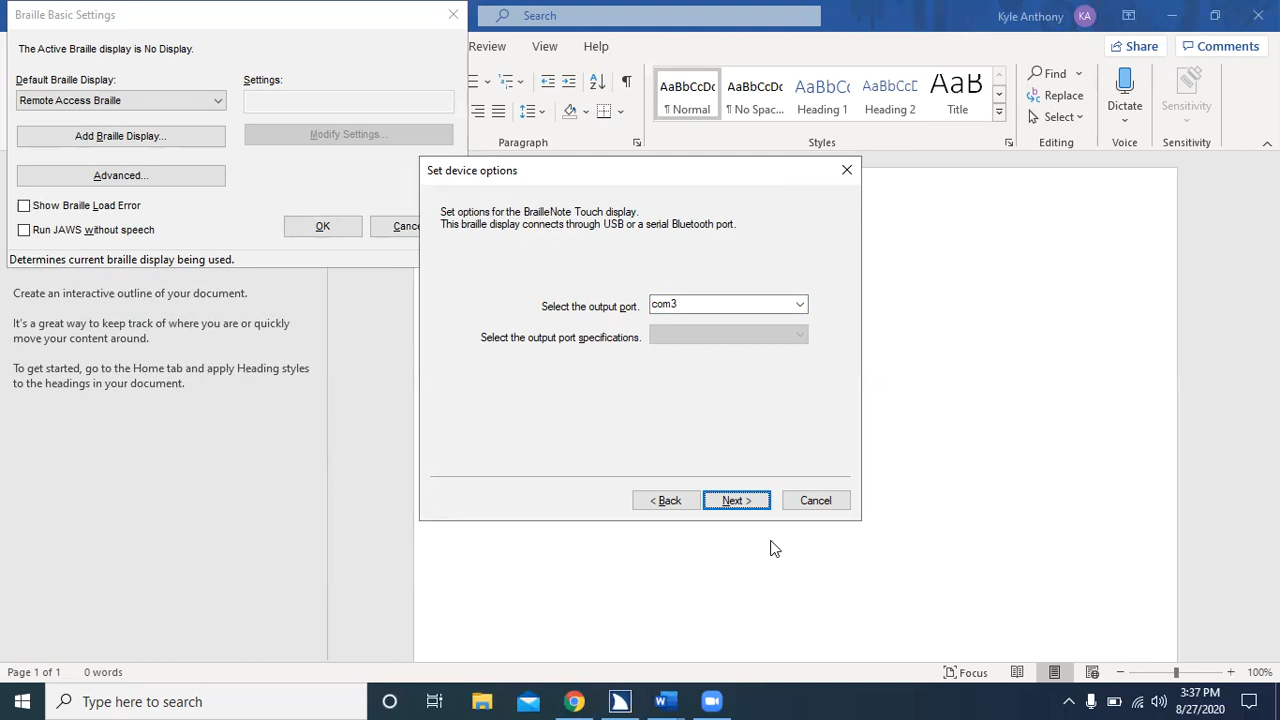 Braille Basic Settings
Search
Kyle Anthony
KA
The Active Braille display is No Display.
Review
View
Help
Share
Comments
Default Braille Display:
Settings:
Remote Access Braille
Add Braille Display...
Modify Settings...
Advanced...
Show Braille Load Error
Run JAWS without speech
OK
Cance
Determines current braille display being used.
Paragraph
AaBbCcDc
¶ Normal
AaBbCcDc
¶ No Spac...
AaBbCc
Heading 1
AaBbCcD
Heading 2
AaB
Title
Styles
Find
Replace
Select
Editing
Dictate
Voice
Sensitivity
Sensitivity
Create an interactive outline of your document.
It's a great way to keep track of where you are or quickly
move your content around.
To get started, go to the Home tab and apply Heading styles
to the headings in your document.
Set device options
Set options for the BrailleNote Touch display.
This braille display connects through USB or a serial Bluetooth port.
Select the output port.
com3
Select the output port specifications.
< Back
Next >
Cancel
Page 1 of 1
0 words
Focus
100%
Type here to search
3:37 PM
8/27/2020